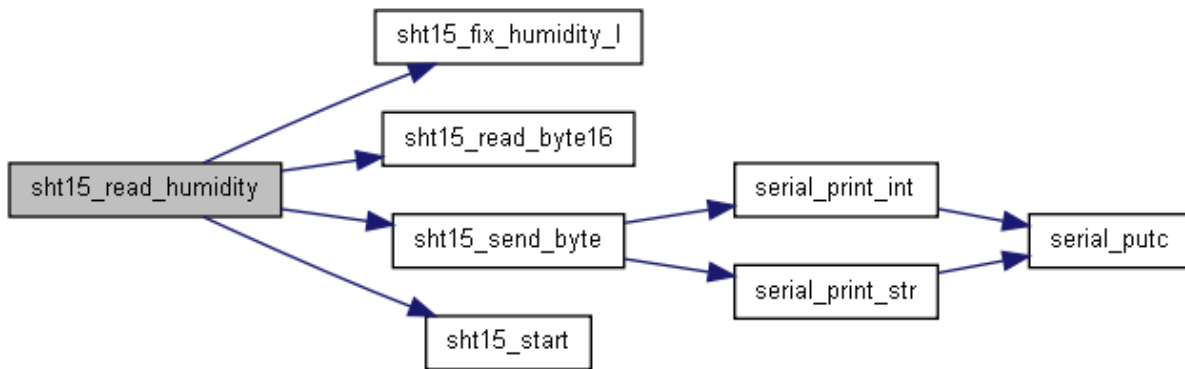 sht15_fix_humidity_l
sht15_read_byte16
sht15_read_humidity
serial_print_int
sht15_send_byte
serial_putc
serial_print_str
sht15_start